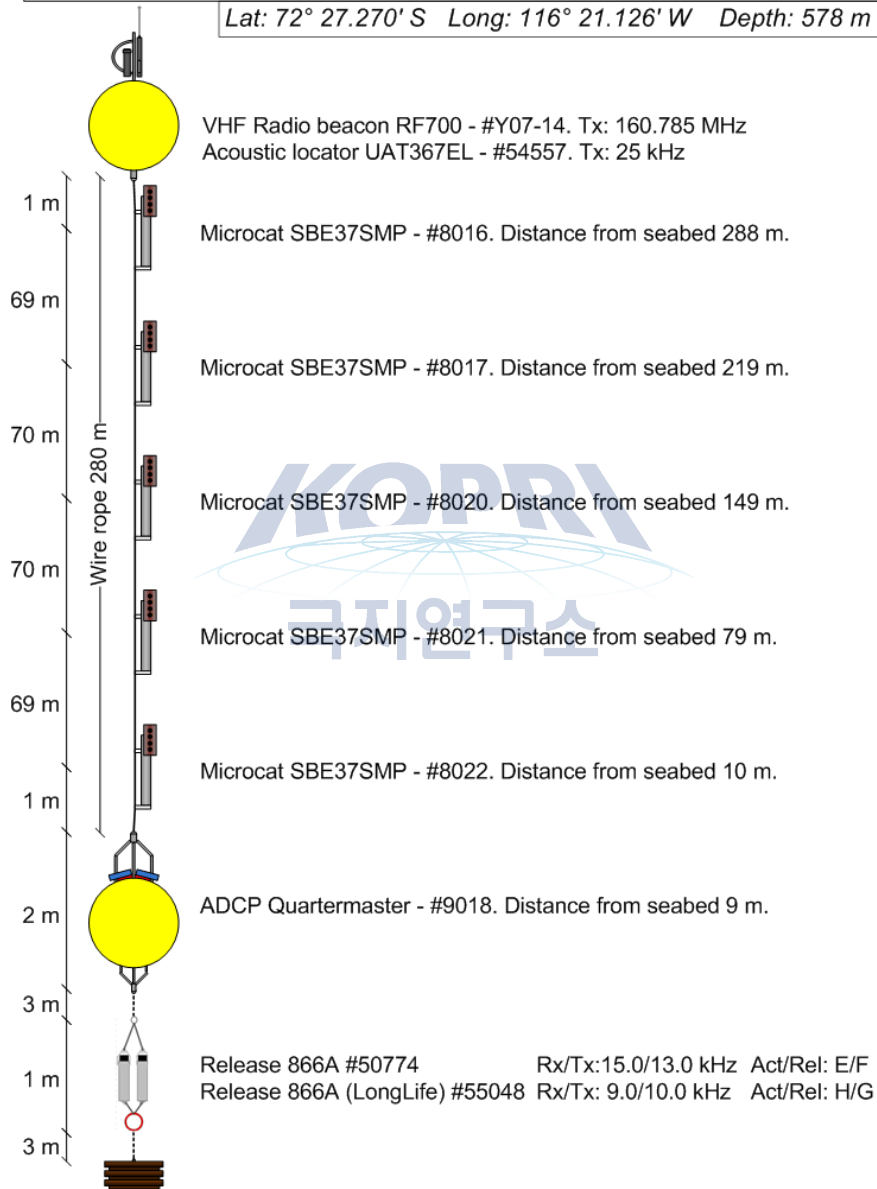 Lat: 72° 27.270' S Long: 116° 21.126' W Depth: 578 m
VHF Radio beacon RF700 - #Y07-14. Tx: 160.785 MHz
Acoustic locator UAT367EL - #54557. Tx: 25 kHz
1 m
Microcat SBE37SMP - #8016. Distance from seabed 288 m.
69 m
Microcat SBE37SMP - #8017. Distance from seabed 219 m.
70 m
Wire rope 280 m
KOPRI
Microcat SBE37SMP - #8020. Distance from seabed 149 m.
70 m
극지연구소
Microcat SBE37SMP - #8021. Distance from seabed 79 m.
69 m
Microcat SBE37SMP - #8022. Distance from seabed 10 m.
1 m
ADCP Quartermaster - #9018. Distance from seabed 9 m.
2 m
3 m
Release 866A #50774 Rx/Tx:15.0/13.0 kHz Act/Rel: E/F
1 m
Release 866A (LongLife) #55048 Rx/Tx: 9.0/10.0 kHz Act/Rel: H/G
3 m